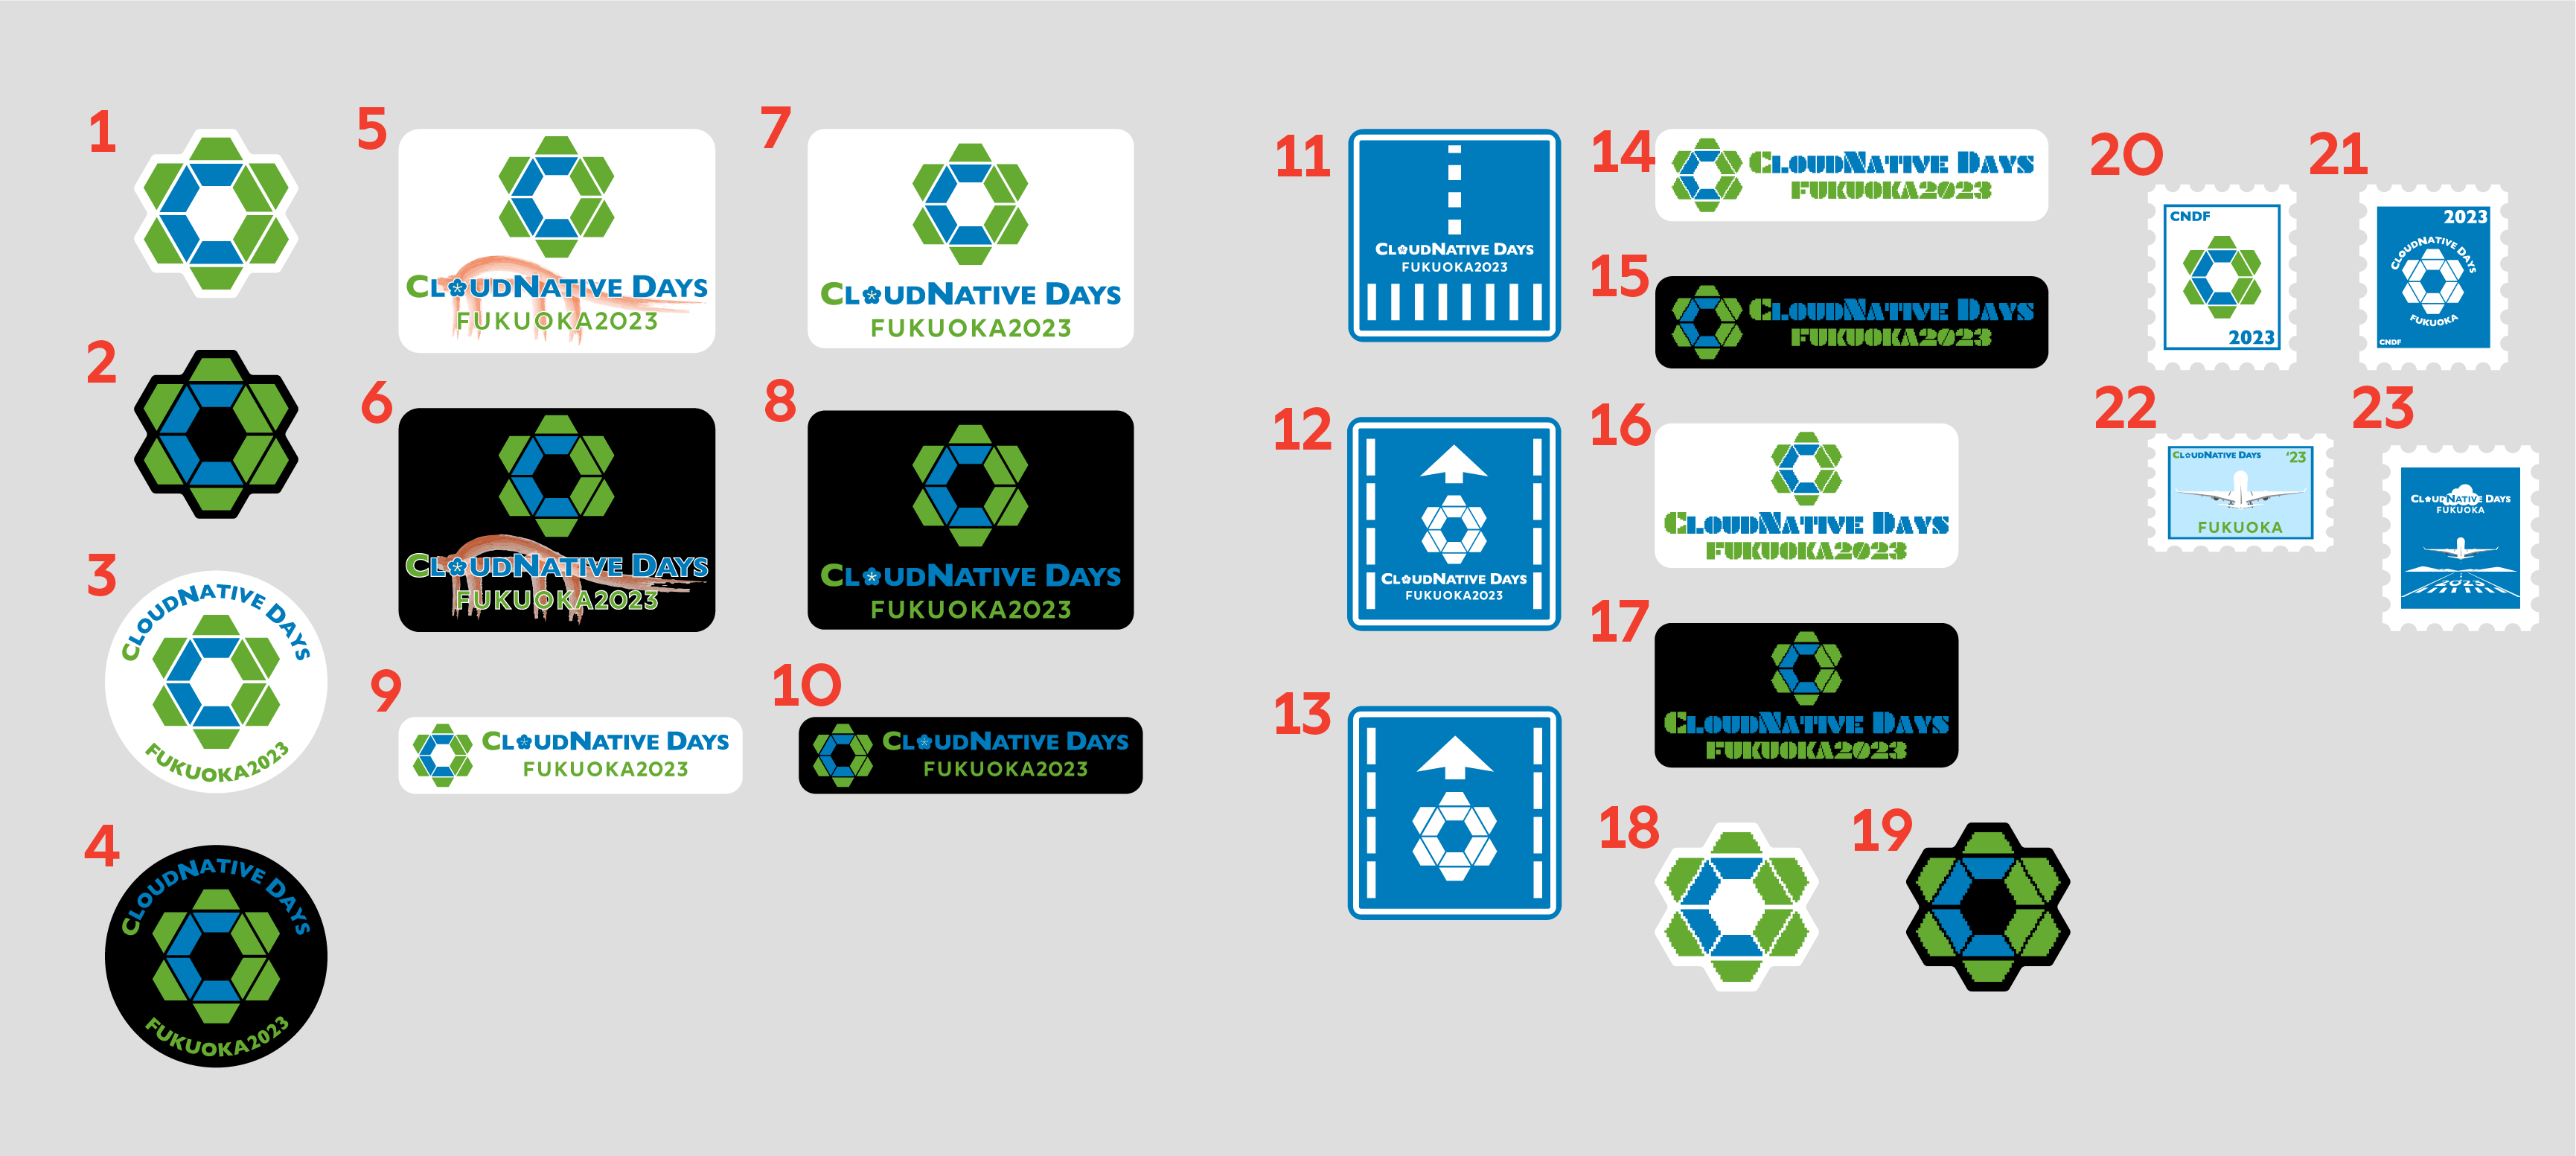 1
2
3
CLOUDNATIVE DAYS
FUKUOKA2023
4
CLOUDNATIVE DAYS
FUKUOKA2023
5
CLOUDNATIVE DAYS
FUKUOKA2023
6
CLOUDNATIVE DAYS
FUKUOKA2023
7
CLOUDNATIVE DAYS
FUKUOKA2023
8
CLOUDNATIVE DAYS
FUKUOKA2023
9
CLOUDNATIVE DAYS
FUKUOKA2023
10
CLOUDNATIVE DAYS
FUKUOKA2023
11
CLOUDNATIVE DAYS
FUKUOKA2023
12
CLOUDNATIVE DAYS
FUKUOKA2023
13
14
CLOUDNATIVE DAYS
FUKUOKA2023
15
CLOUDNATIVE DAYS
FUKUOKA2023
16
CLOUDNATIVE DAYS
FUKUOKA2023
17
CLOUDNATIVE DAYS
FUKUOKA2023
18
19
20
CNDF
2023
21
2023
CLOUDNATIVE DAYS
FUKUOKA
CNDF
22
CLOUDNATIVE DAYS '23
FUKUOKA
23
CLOUDNATIVE DAYS
FUKUOKA
2023